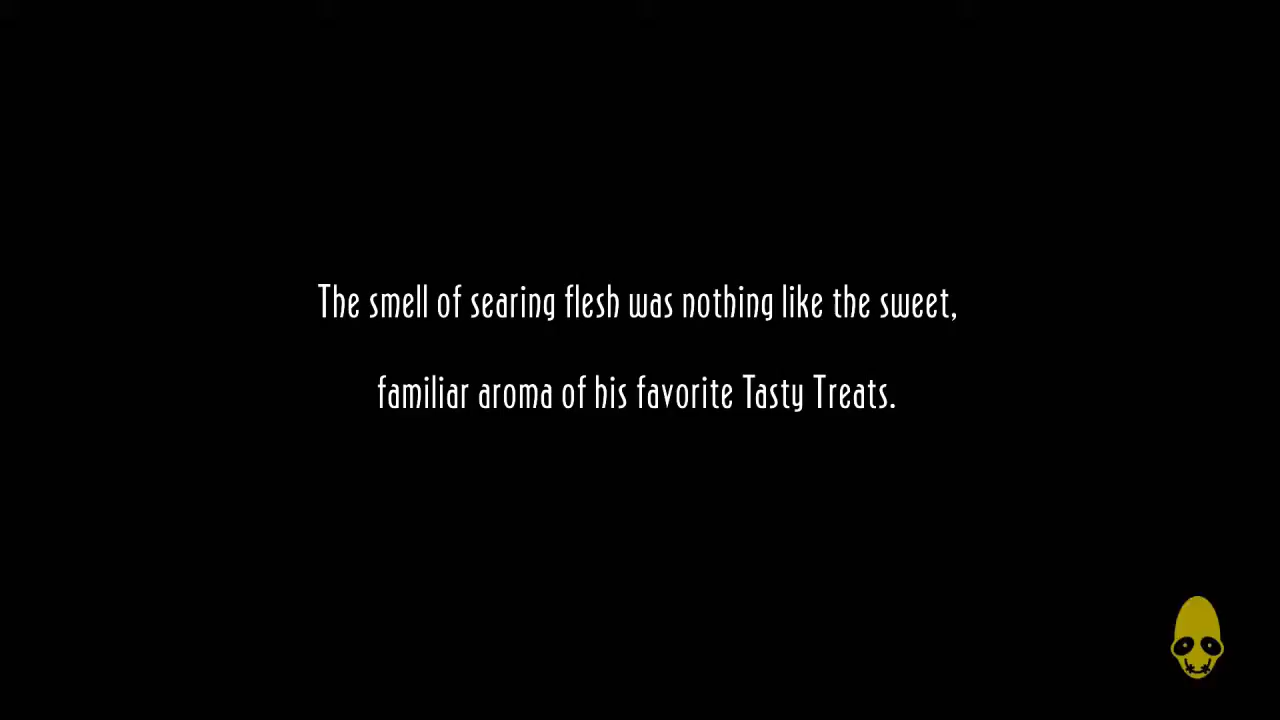 The smell of searing flesh was nothing like the sweet,
familiar aroma of his favorite Tasty Treats.